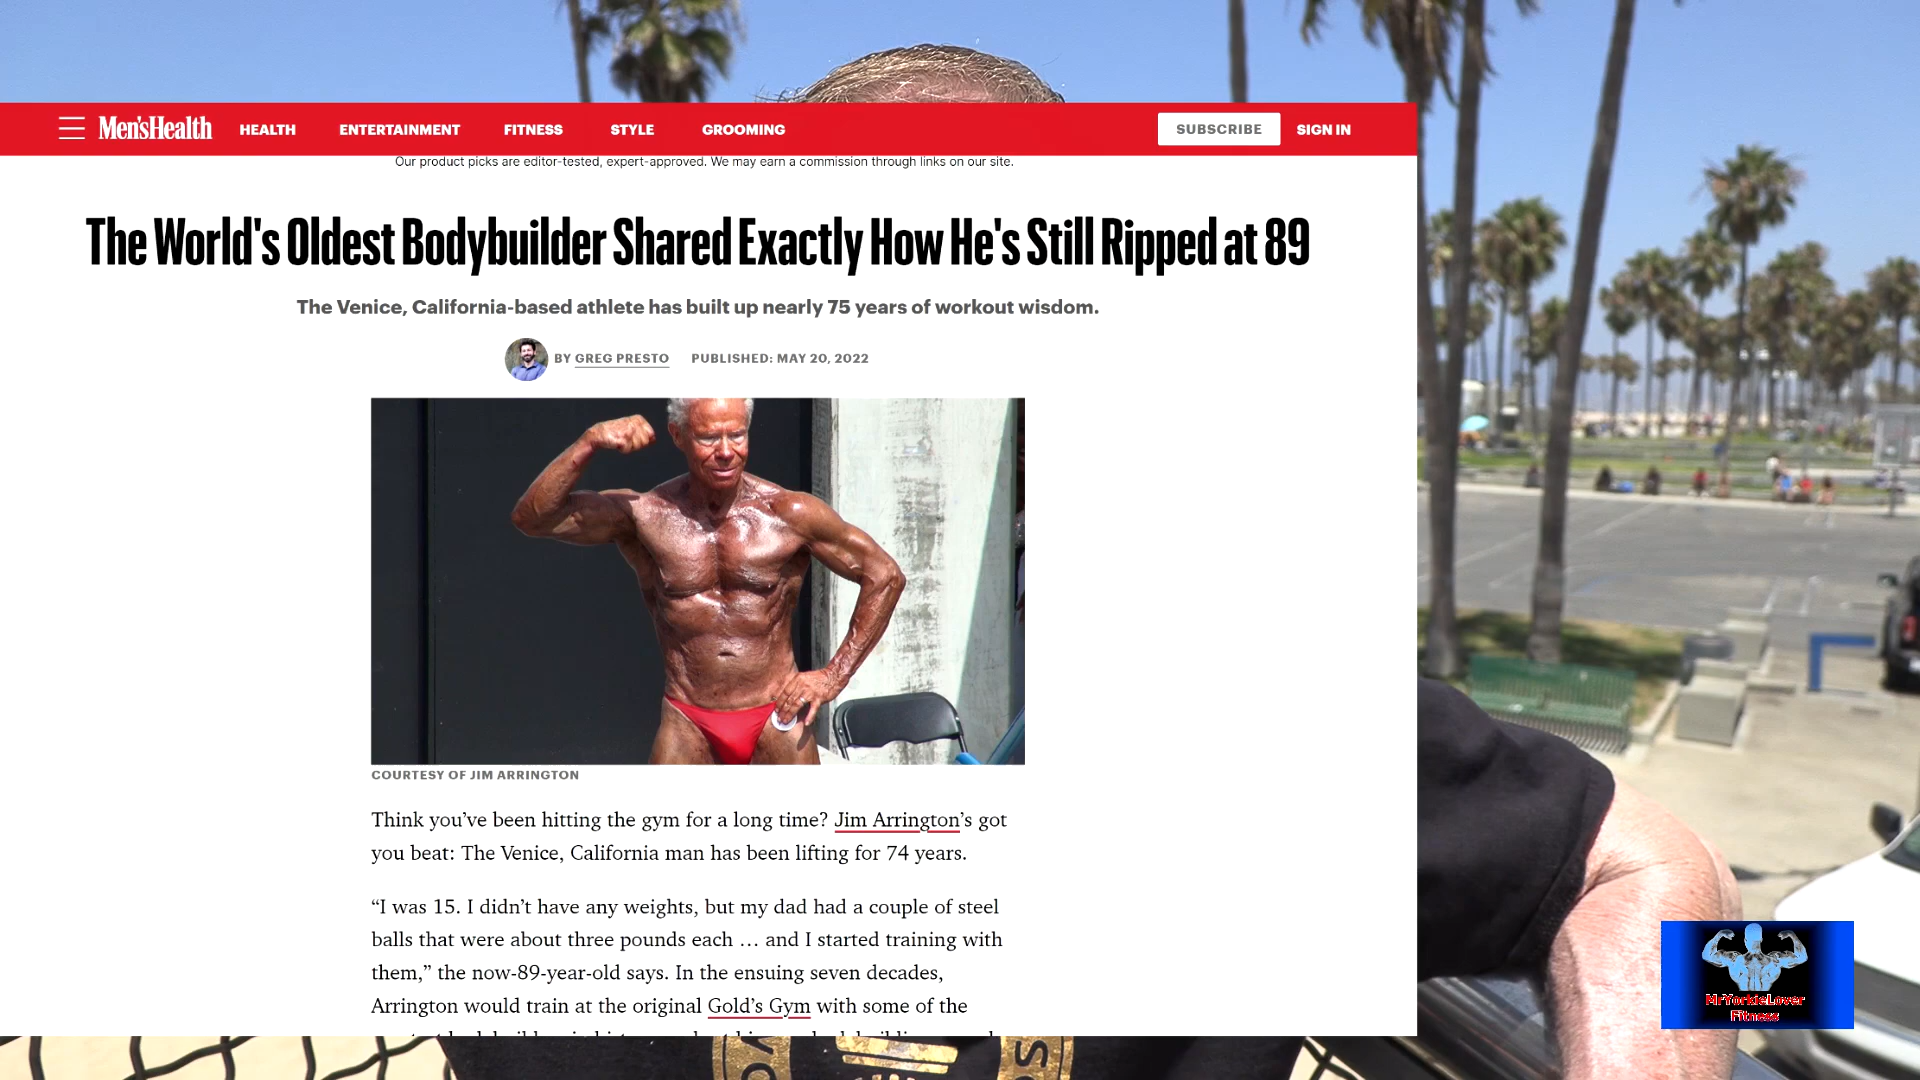 Men'sHealth HEALTH ENTERTAINMENT FITNESS STYLE GROOMING SUBSCRIBE SIGN IN
Our product picks are editor-tested, expert-approved. We may earn a commission through links on our site.
The World's Oldest Bodybuilder Shared Exactly How He's Still Ripped at 89
The Venice, California-based athlete has built up nearly 75 years of workout wisdom.
BY GREG PRESTO PUBLISHED: MAY 20, 2022
COURTESY OF JIM ARRINGTON
Think you’ve been hitting the gym for a long time? Jim Arrington’s got
you beat: The Venice, California man has been lifting for 74 years.
“I was 15. I didn’t have any weights, but my dad had a couple of steel
balls that were about three pounds each … and I started training with
them,” the now-89-year-old says. In the ensuing seven decades,
Arrington would train at the original Gold’s Gym with some of the
MrYorkieLover
Fitness